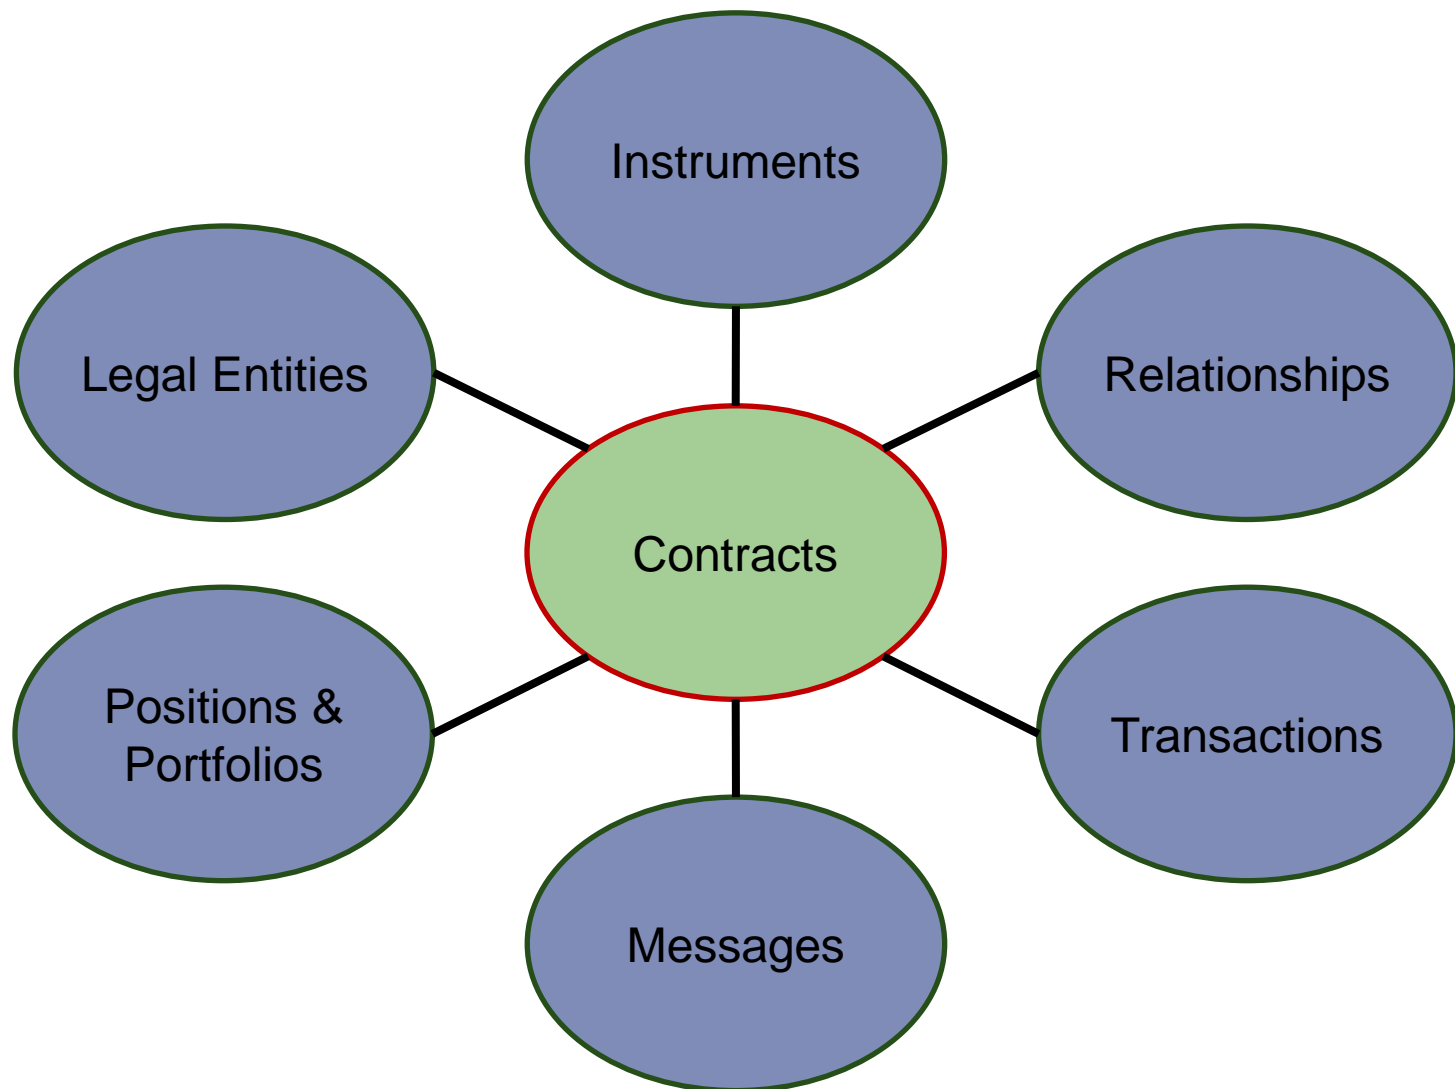 Instruments
Legal Entities
Relationships
Contracts
Positions &
Portfolios
Transactions
Messages